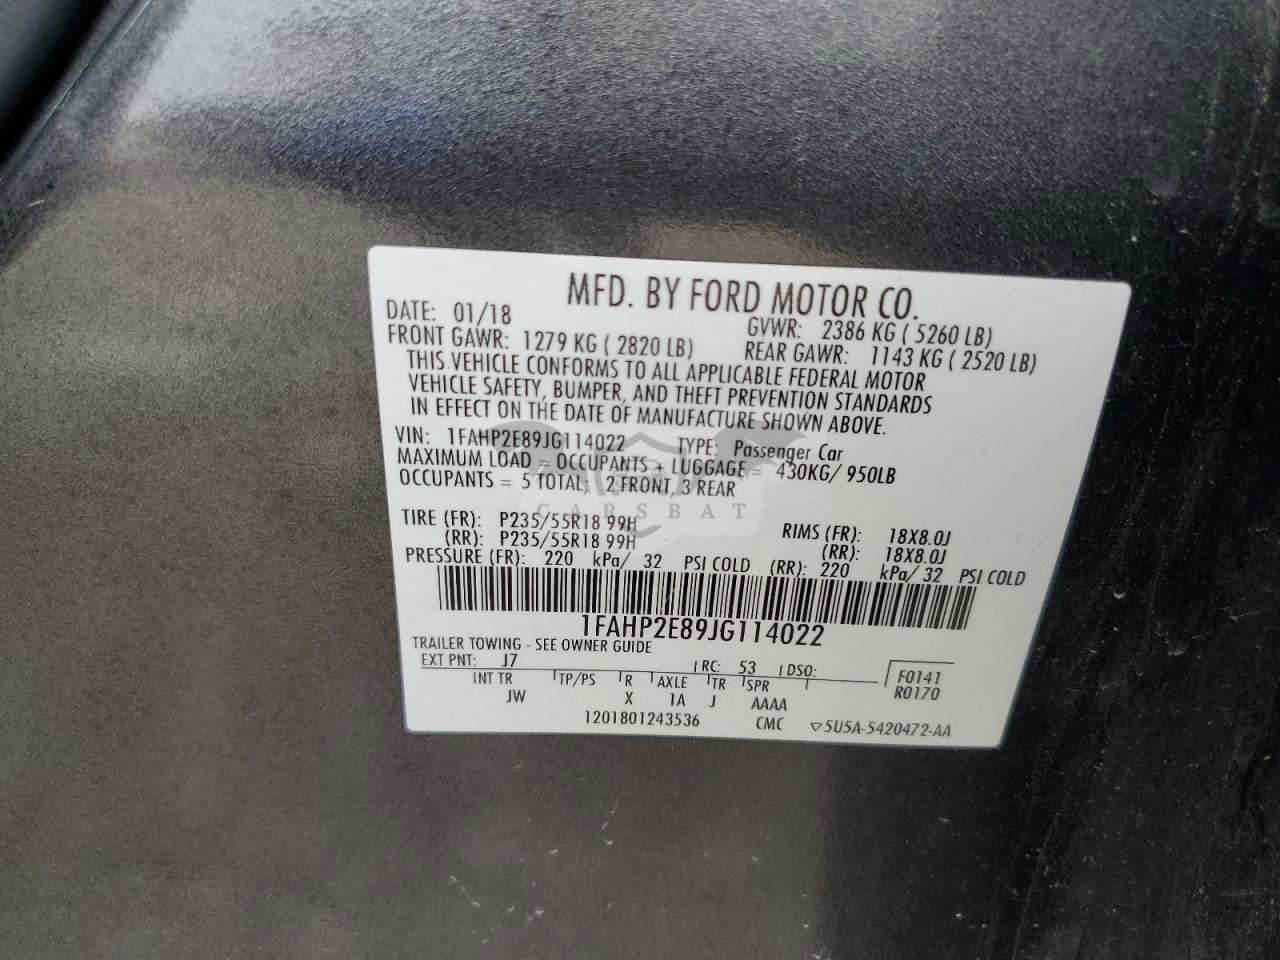 MFD. BY FORD MOTOR CO.
DATE: 01/18 GVWR: 2386 KG ( 5260 LB)
FRONT GAWR: 1279 KG ( 2820 LB) REAR GAWR: 1143 KG ( 2520 LB)
THIS VEHICLE CONFORMS TO ALL APPLICABLE FEDERAL MOTOR
VEHICLE SAFETY, BUMPER, AND THEFT PREVENTION STANDARDS
IN EFFECT ON THE DATE OF MANUFACTURE SHOWN ABOVE.
VIN: 1FAHP2E89JG114022 TYPE: Passenger Car
MAXIMUM LOAD = OCCUPANTS + LUGGAGE = 430KG/ 950LB
OCCUPANTS = 5 TOTAL; 2 FRONT, 3 REAR
CARSBAT
TIRE (FR): P235/55R18 99H RIMS (FR): 18X8.0J
(RR): P235/55R18 99H (RR): 18X8.0J
PRESSURE (FR): 220 kPa/ 32 PSI COLD (RR): 220 kPa/ 32 PSI COLD
1FAHP2E89JG114022
TRAILER TOWING - SEE OWNER GUIDE
EXT PNT: J7 RC: 53 DSO: F0141
INT TR TP/PS R AXLE TR SPR R0170
JW X 1A J AAAA
1201801243536 CMC ▽5U5A-5420472-AA